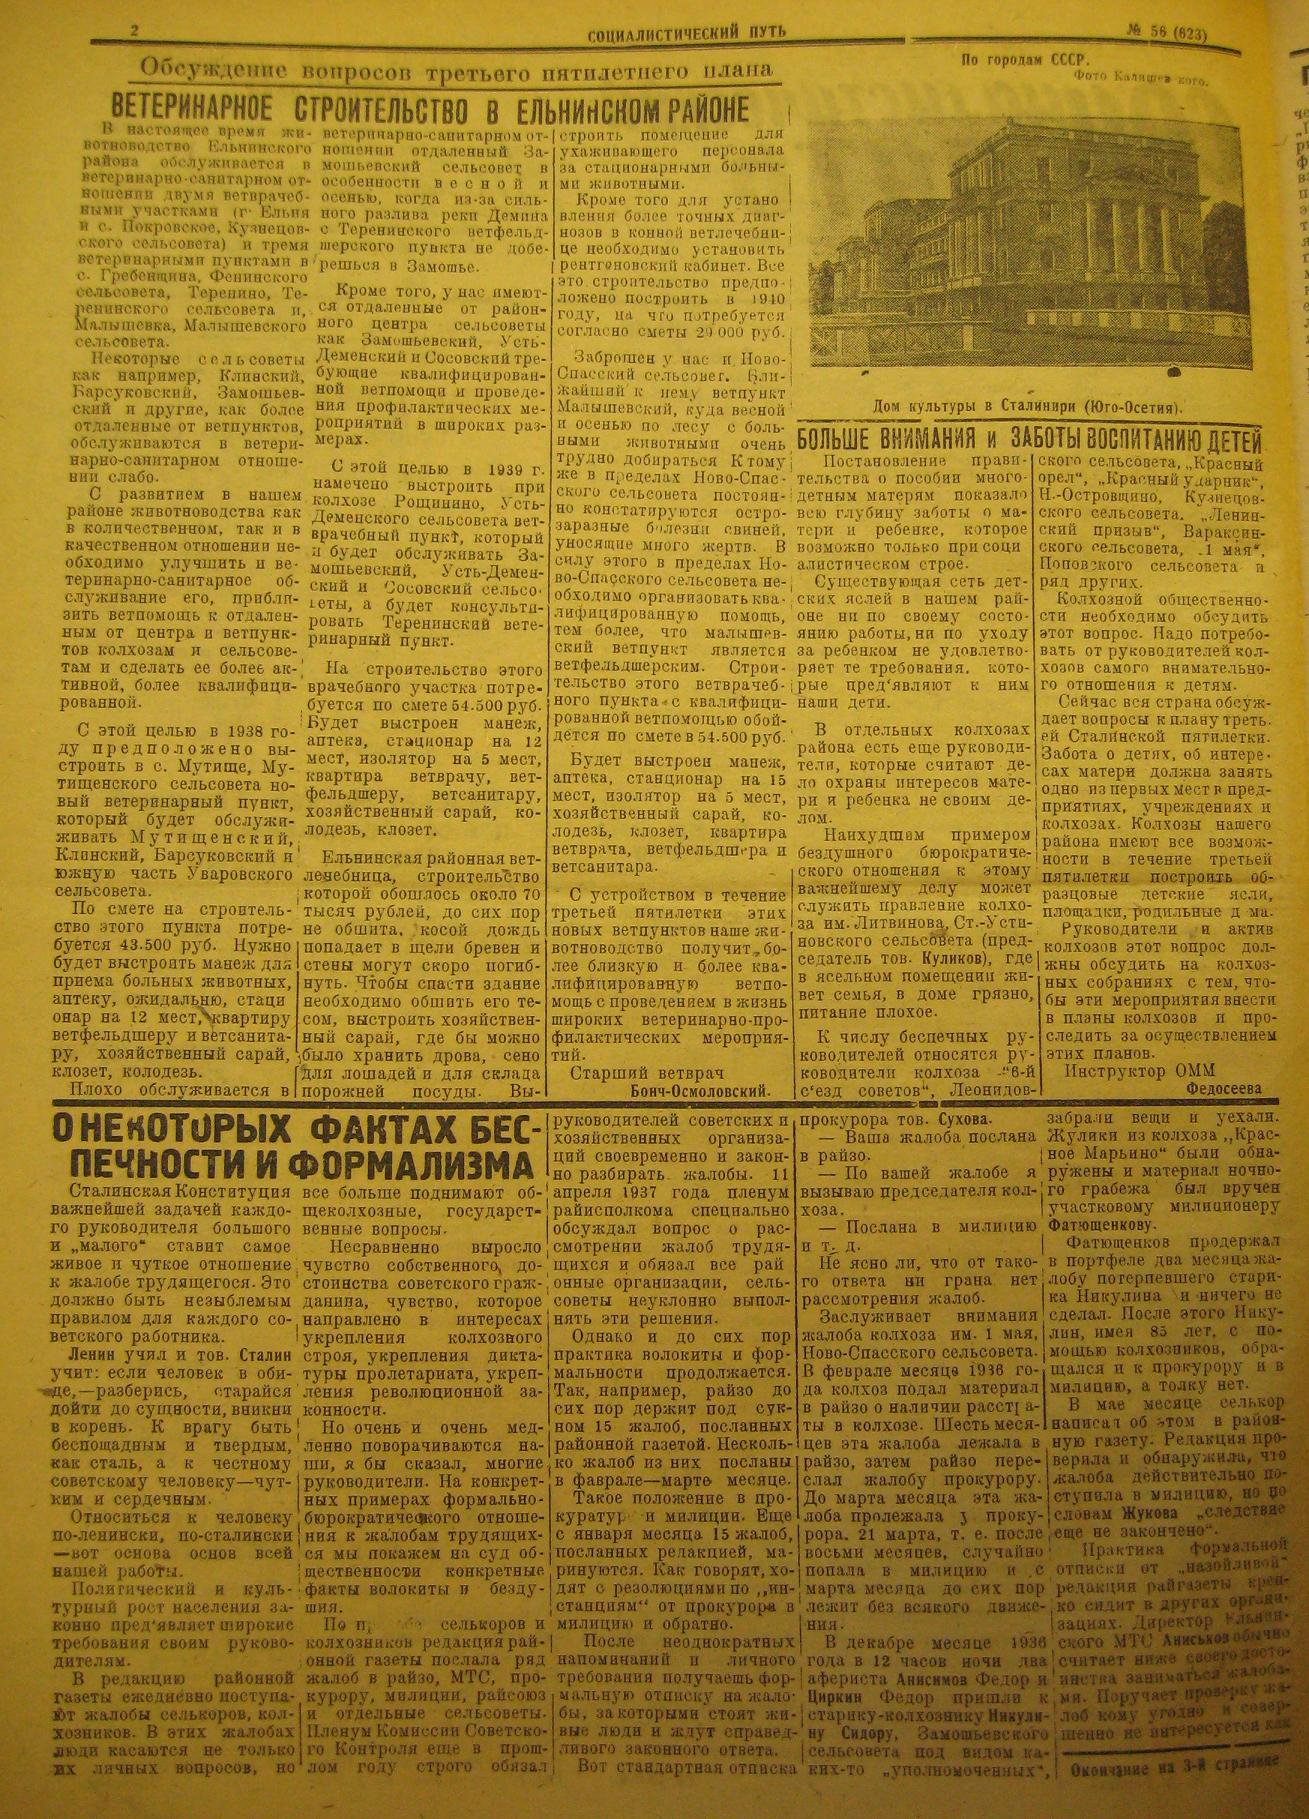 2
СОЦИАЛИСТИЧЕСКИЙ ПУТЬ
№ 56 (623)
Обсуждение вопросов третьего пятилетнего плана
ВЕТЕРИНАРНОЕ СТРОИТЕЛЬСТВО В ЕЛЬНИНСКОМ РАЙОНЕ
В настоящее время жи-
вотноводство Ельнинского
района обслуживается в
ветеринарно-санитарном от-
ношении двумя ветврачеб-
ными участками (г. Ельня
и с. Покровское, Кузнецов-
ского сельсовета) и тремя
ветеринарными пунктами в
с. Гребенщина, Фенинского
сельсовета, Теренино, Те-
ренинского сельсовета и,
Малышевка, Малышевского
сельсовета.
Некоторые сельсоветы
как например, Клинский,
Барсуковский, Замошьев-
ский и другие, как более
отдаленные от ветпунктов,
обслуживаются в ветери-
нарно-санитарном отноше-
нии слабо.
С развитием в нашем
районе животноводства как
в количественном, так и в
качественном отношении не-
обходимо улучшить и ве-
теринарно-санитарное об-
служивание его, прибли-
зить ветпомощь к отдален-
ным от центра и ветпунк-
тов колхозам и сельсове-
там и сделать ее более ак-
тивной, более квалифици-
рованной.
С этой целью в 1938 го-
ду предположено вы-
строить в с. Мутище, Му-
тищенского сельсовета но-
вый ветеринарный пункт,
который будет обслужи-
живать Мутищенский,
Клинский, Барсуковский и
южную часть Уваровского
сельсовета.
По смете на строитель-
ство этого пункта потре-
буется 43.500 руб. Нужно
будет выстроить манеж для
приема больных животных,
аптеку, ожидальню, стаци
онар на 12 мест, квартиру
ветфельдшеру и ветсанита-
ру, хозяйственный сарай,
клозет, колодезь.
Плохо обслуживается в
ветеринарно-санитарном от-
ношении отдаленный За-
мошьевский сельсовет в
особенности весной и
осенью, когда из-за силь-
ного разлива реки Демина
с Теренинского ветфельд-
шерского пункта не добе-
решься в Замошье.
Кроме того, у нас имеют-
ся отдаленные от район-
ного центра сельсоветы
как Замошьевский, Усть-
Деменский и Сосовский тре-
бующие квалифицирован-
ной ветпомощи и проведе-
ния профилактических ме-
роприятий в широких раз-
мерах.
С этой целью в 1939 г.
намечено выстроить при
колхозе Рощинино, Усть-
Деменского сельсовета вет-
врачебный пункт, который
и будет обслуживать За-
мошьевский, Усть-Демен-
ский и Сосовский сельсо-
веты, а будет консульти-
ровать Теренинский вете-
ринарный пункт.
На строительство этого
врачебного участка потре-
буется по смете 54.500 руб.
Будет выстроен манеж,
аптека, стационар на 12
мест, изолятор на 5 мест,
квартира ветврачу, вет-
фельдшеру, ветсанитару,
хозяйственный сарай, ко-
лодезь, клозет.
Ельнинская районная вет-
лечебница, строительство
которой обошлось около 70
тысяч рублей, до сих пор
не обшита, косой дождь
попадает в щели бревен и
стены могут скоро погиб-
нуть. Чтобы спасти здание
необходимо обшить его те-
сом, выстроить хозяйствен-
ный сарай, где бы можно
было хранить дрова, сено
для лошадей и для склада
порожней посуды. Вы-
строить помещение для
ухаживающего персонала
за стационарными больны-
ми животными.
Кроме того для устано
вления более точных диаг-
нозов в конной ветлечебни-
це необходимо установить
рентгеновский кабинет. Все
это строительство предпо-
ложено построить в 1940
году, на что потребуется
согласно сметы 20 000 руб.
Заброшен у нас и Ново-
Спасский сельсовет. Бли-
жайший к нему ветпункт
Малышевский, куда весной
и осенью по лесу с боль-
ными животными очень
трудно добираться К тому
же в пределах Ново-Спас-
ского сельсовета постоян-
но констатируются остро-
заразные болезни свиней,
уносящие много жертв. В
силу этого в пределах Но-
во-Спасского сельсовета не-
обходимо организовать ква-
лифицированную помощь,
тем более, что малышев-
ский ветпункт является
ветфельдшерским. Строи-
тельство этого ветврачеб-
ного пункта с квалифици-
рованной ветпомощью обой-
дётся по смете в 54.500 руб.
Будет выстроен манеж,
аптека, станционар на 15
мест, изолятор на 5 мест,
хозяйственный сарай, ко-
лодезь, клозет, квартира
ветврача, ветфельдшера и
ветсанитара.
С устройством в течение
третьей пятилетки этих
новых ветпунктов наше жи-
вотноводство получит бо-
лее близкую и более ква-
лифицированную ветпо-
мощь с проведением в жизнь
широких ветеринарно-про-
филактических мероприя-
тий.
Старший ветврач
Бонч-Осмоловский.
По городам СССР.
Фото
Дом культуры в Сталинири (Юго-Осетия).
БОЛЬШЕ ВНИМАНИЯ и ЗАБОТЫ ВОСПИТАНИЮ ДЕТЕЙ
Постановление прави-
тельства о пособии много-
детным матерям показало
всю глубину заботы о ма-
тери и ребенке, которое
возможно только при соци
алистическом строе.
Существующая сеть дет-
ских яслей в нашем рай-
оне ни по своему состо-
янию работы, ни по уходу
за ребенком не удовлетво-
ряет те требования, кото-
рые пред'являют к ним
наши дети.
В отдельных колхозах
района есть еще руководи-
тели, которые считают де-
ло охраны интересов мате-
ри и ребенка не своим де-
лом.
Наихудшим примером
бездушного бюрократиче-
ского отношения к этому
важнейшему делу может
служить правление колхо-
за им. Литвинова, Ст.-Усти-
новского сельсовета (пред-
седатель тов. Куликов), где
в ясельном помещении жи-
вет семья, в доме грязно,
питание плохое.
К числу беспечных ру-
ководителей относятся ру-
ководители колхоза „6-й
с'езд советов“, Леонидов-
ского сельсовета, „Красный
орел“, „Красный ударник“,
Н.-Островщино, Кузнецов-
ского сельсовета. „Ленин-
ский призыв“, Вараксин-
ского сельсовета, „1 мая“,
Поповского сельсовета и
ряд других.
Колхозной общественно-
сти необходимо обсудить
этот вопрос. Надо потребо-
вать от руководителей кол-
хозов самого внимательно-
го отношения к детям.
Сейчас вся страна обсуж-
дает вопросы к плану треть-
ей Сталинской пятилетки.
Забота о детях, об интере-
сах матери должна занять
одно из первых мест в пред-
приятиях, учреждениях и
колхозах. Колхозы нашего
района имеют все возмож-
ности в течение третьей
пятилетки построить об-
разцовые детские ясли,
площадки, родильные д ма.
Руководители и актив
колхозов этот вопрос дол-
жны обсудить на колхоз-
ных собраниях с тем, что-
бы эти мероприятия внести
в планы колхозов и про-
следить за осуществлением
этих планов.
Инструктор ОММ
Федосеева
О НЕКОТОРЫХ ФАКТАХ БЕС-
ПЕЧНОСТИ И ФОРМАЛИЗМА
Сталинская Конституция
важнейшей задачей каждо-
го руководителя большого
и „малого“ ставит самое
живое и чуткое отношение
к жалобе трудящегося. Это
должно быть незыблемым
правилом для каждого со-
ветского работника.
Ленин учил и тов. Сталин
учит: если человек в оби-
де,—разберись, старайся
дойти до сущности, вникни
в корень. К врагу быть
беспощадным и твердым,
как сталь, а к честному
советскому человеку—чут-
ким и сердечным.
Относиться к человеку
по-ленински, по-сталински
—вот основа основ всей
нашей работы.
Политический и куль-
турный рост населения за-
конно пред'являет широкие
требования своим руково-
дителям.
В редакцию районной
газеты ежедневно поступа-
ют жалобы селькоров, кол-
хозников. В этих жалобах
люди касаются не только
их личных вопросов, но
все больше поднимают об-
щеколхозные, государст-
венные вопросы.
Несравненно выросло
чувство собственного, до-
стоинства советского граж-
данина, чувство, которое
направлено в интересах
укрепления колхозного
строя, укрепления дикта-
туры пролетариата, укреп-
ления революционной за-
конности.
Но очень и очень мед-
ленно поворачиваются на-
ши, я бы сказал, многие
руководители. На конкрет-
ных примерах формально-
бюрократического отноше-
ния к жалобам трудящих-
ся мы покажем на суд об-
щественности конкретные
факты волокиты и безду-
шия.
По селькоров и
колхозников редакция рай-
онной газеты послала ряд
жалоб в райзо, МТС, про-
курору, милиции, райсоюз
и отдельные сельсоветы.
Пленум Комиссии Советско-
го Контроля еще в прош-
лом году строго обязал
руководителей советских и
хозяйственных организа-
ций своевременно и закон-
но разбирать жалобы. 11
апреля 1937 года пленум
райисполкома специально
обсуждал вопрос о рас-
смотрении жалоб трудя-
щихся и обязал все рай
онные организации, сель-
советы неуклонно выпол-
нять эти решения.
Однако и до сих пор
практика волокиты и фор-
мальности продолжается.
Так, например, райзо до
сих пор держит под сук-
ном 15 жалоб, посланных
районной газетой. Несколь-
ко жалоб из них посланы
в фаврале—марте месяце.
Такое положение в про-
куратур и милиции. Еще
с января месяца 15 жалоб,
посланных редакцией, ма-
ринуются. Как говорят, хо-
дят с резолюциями по „ин-
станциям“ от прокурора в
милицию и обратно.
После неоднократных
напоминаний и личного
требования получаешь фор-
мальную отписку на жало-
бы, за которыми стоят жи-
вые люди и ждут справед-
ливого законного ответа.
Вот стандартная отписка
прокурора тов. Сухова.
— Ваша жалоба послана
в райзо.
— По вашей жалобе я
вызываю председателя кол-
хоза.
— Послана в милицию
и т. д.
Не ясно ли, что от тако-
го ответа ни грана нет
рассмотрения жалоб.
Заслуживает внимания
жалоба колхоза им. 1 мая,
Ново-Спасского сельсовета.
В феврале месяце 1936 го-
да колхоз подал материал
в райзо о наличии расстра-
ты в колхозе. Шесть меся-
цев эта жалоба лежала в
райзо, затем райзо пере-
слал жалобу прокурору.
До марта месяца эта жа-
лоба пролежала у проку-
рора. 21 марта, т. е. после
восьми месяцев, случайно
попала в милицию и с
марта месяца до сих пор
лежит без всякого движе-
ния.
В декабре месяце 1936
года в 12 часов ночи два
афериста Анисимов Федор и
Циркин Федор пришли к
старику-колхознику Никули-
ну Сидору, Замошьевского
сельсовета под видом ка-
ких-то „уполномоченных“,
забрали вещи и уехали.
Жулики из колхоза „Крас-
ное Марьино“ были обна-
ружены и материал ночно-
го грабежа был вручен
участковому милиционеру
Фатющенкову.
Фатющенков продержал
в портфеле два месяца жа-
лобу потерпевшего стари-
ка Никулина и ничего не
сделал. После этого Нику-
лин, имея 85 лет, с по-
мощью колхозников, обра-
щался и к прокурору и в
милицию, а толку нет.
В мае месяце селькор
написал об этом в район-
ную газету. Редакция про-
верила и обнаружила, что
жалоба действительно по-
ступила в милицию, но по
словам Жукова „следствие
еще не закончено“.
Практика формальной
отписки от „назойливой“
редакции райгазеты креп-
ко сидит в других органи-
зациях. Директор Ельнин-
ского МТС Аниськов обычно
считает ниже своего досто-
инства заниматься жалоба-
ми. Поручает проверку жа-
лоб кому угодно и совер-
шенно не интересуется как
Окончание на 3-й странице